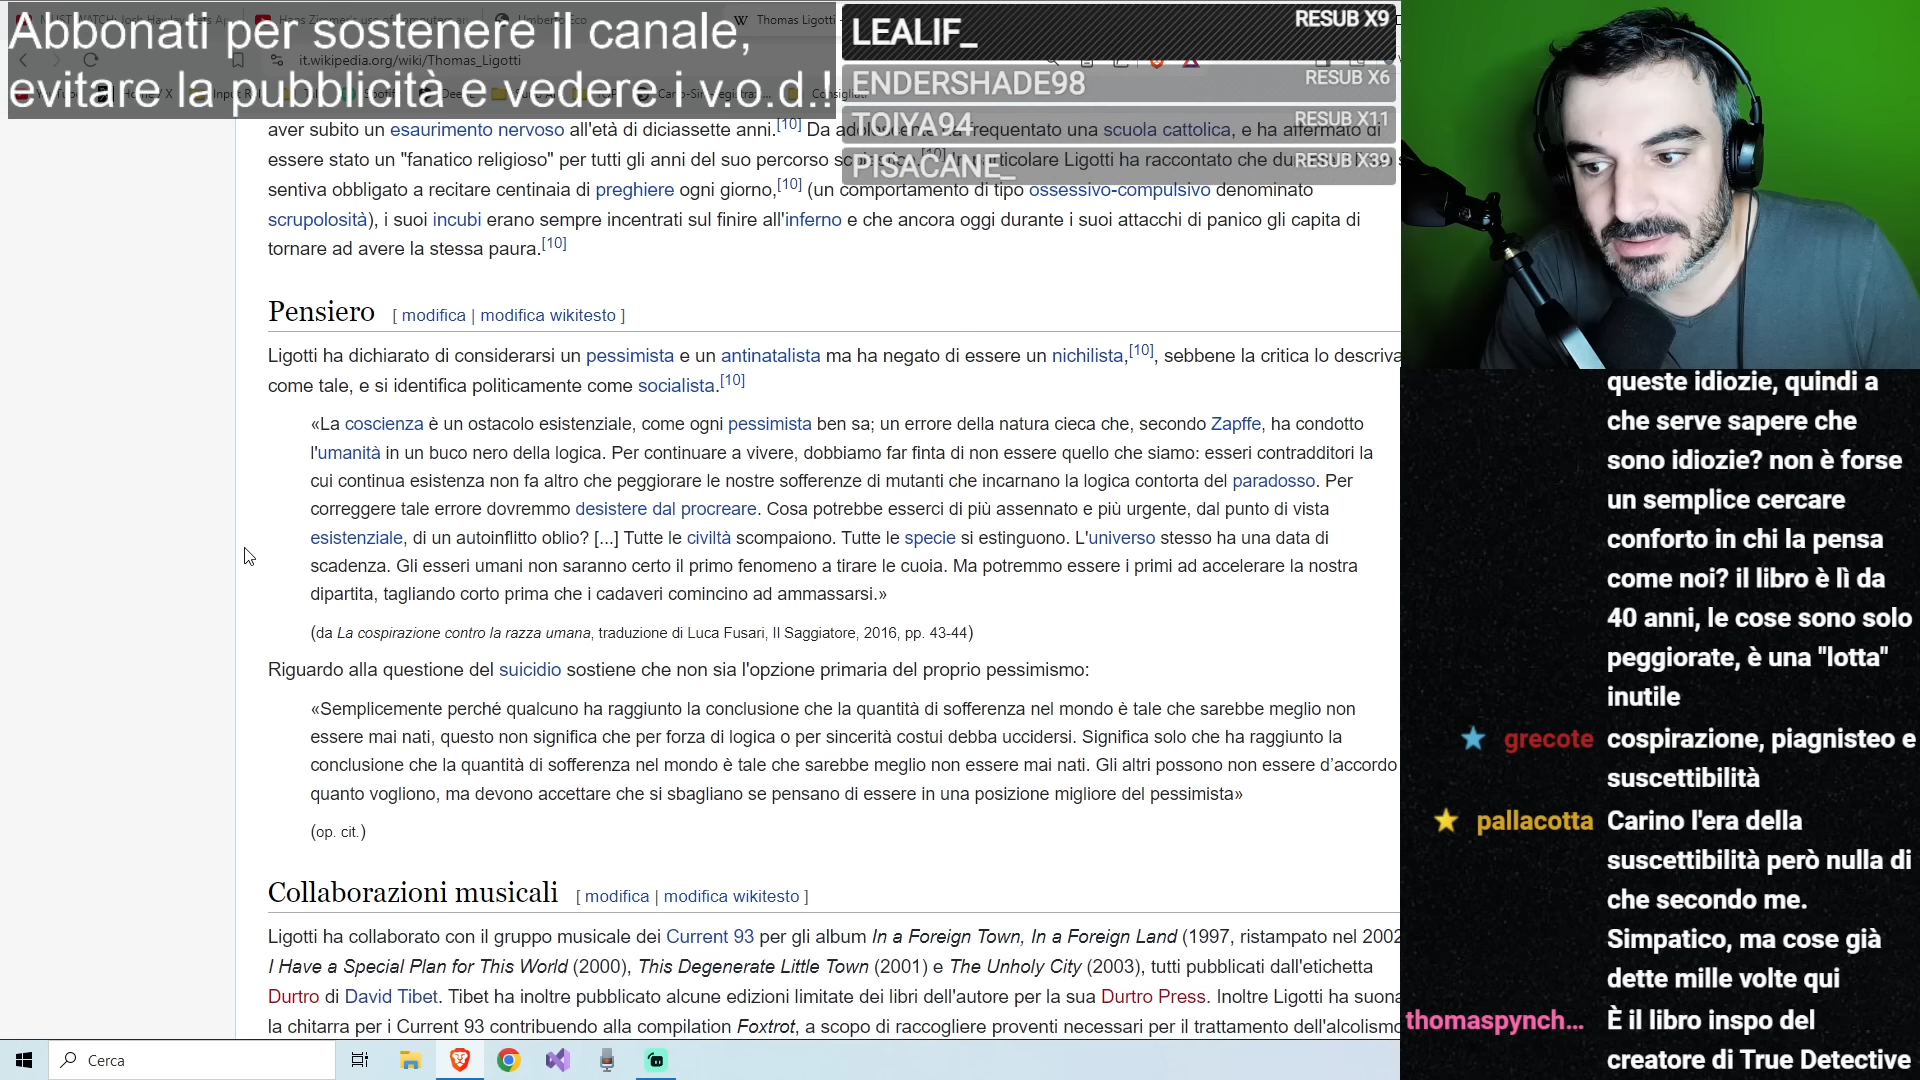 Abbonati per sostenere il canale,
evitare la pubblicità e vedere i v.o.d.!!
LEALIF_ RESUB X9
ENDERSHADE98 RESUB X6
TOIYA94 RESUB X11
PISACANE_ RESUB X39
Thomas Ligotti
it.wikipedia.org/wiki/Thomas_Ligotti
aver subito un esaurimento nervoso all'età di diciassette anni.[10] Da frequentato una scuola cattolica, e ha affermato di
essere stato un "fanatico religioso" per tutti gli anni del suo percorso Ligotti ha raccontato che
sentiva obbligato a recitare centinaia di preghiere ogni giorno,[10] (un comportamento di tipo ossessivo-compulsivo denominato
scrupolosità), i suoi incubi erano sempre incentrati sul finire all'inferno e che ancora oggi durante i suoi attacchi di panico gli capita di
tornare ad avere la stessa paura.[10]
Pensiero [ modifica | modifica wikitesto ]
Ligotti ha dichiarato di considerarsi un pessimista e un antinatalista ma ha negato di essere un nichilista,[10], sebbene la critica lo descriva
come tale, e si identifica politicamente come socialista.[10]
«La coscienza è un ostacolo esistenziale, come ogni pessimista ben sa; un errore della natura cieca che, secondo Zapffe, ha condotto
l'umanità in un buco nero della logica. Per continuare a vivere, dobbiamo far finta di non essere quello che siamo: esseri contradditori la
cui continua esistenza non fa altro che peggiorare le nostre sofferenze di mutanti che incarnano la logica contorta del paradosso. Per
correggere tale errore dovremmo desistere dal procreare. Cosa potrebbe esserci di più assennato e più urgente, dal punto di vista
esistenziale, di un autoinflitto oblio? [...] Tutte le civiltà scompaiono. Tutte le specie si estinguono. L'universo stesso ha una data di
scadenza. Gli esseri umani non saranno certo il primo fenomeno a tirare le cuoia. Ma potremmo essere i primi ad accelerare la nostra
dipartita, tagliando corto prima che i cadaveri comincino ad ammassarsi.»
(da La cospirazione contro la razza umana, traduzione di Luca Fusari, Il Saggiatore, 2016, pp. 43-44)
Riguardo alla questione del suicidio sostiene che non sia l'opzione primaria del proprio pessimismo:
«Semplicemente perché qualcuno ha raggiunto la conclusione che la quantità di sofferenza nel mondo è tale che sarebbe meglio non
essere mai nati, questo non significa che per forza di logica o per sincerità costui debba uccidersi. Significa solo che ha raggiunto la
conclusione che la quantità di sofferenza nel mondo è tale che sarebbe meglio non essere mai nati. Gli altri possono non essere d'accordo
quanto vogliono, ma devono accettare che si sbagliano se pensano di essere in una posizione migliore del pessimista»
(op. cit.)
Collaborazioni musicali [ modifica | modifica wikitesto ]
Ligotti ha collaborato con il gruppo musicale dei Current 93 per gli album In a Foreign Town, In a Foreign Land (1997, ristampato nel 2002
I Have a Special Plan for This World (2000), This Degenerate Little Town (2001) e The Unholy City (2003), tutti pubblicati dall'etichetta
Durtro di David Tibet. Tibet ha inoltre pubblicato alcune edizioni limitate dei libri dell'autore per la sua Durtro Press. Inoltre Ligotti ha suona
la chitarra per i Current 93 contribuendo alla compilation Foxtrot, a scopo di raccogliere proventi necessari per il trattamento dell'alcolismo
Cerca
queste idiozie, quindi a
che serve sapere che
sono idiozie? non è forse
un semplice cercare
conforto in chi la pensa
come noi? il libro è lì da
40 anni, le cose sono solo
peggiorate, è una "lotta"
inutile
grecote cospirazione, piagnisteo e
suscettibilità
pallacotta Carino l'era della
suscettibilità però nulla di
che secondo me.
Simpatico, ma cose già
dette mille volte qui
thomaspynch... È il libro inspo del
creatore di True Detective